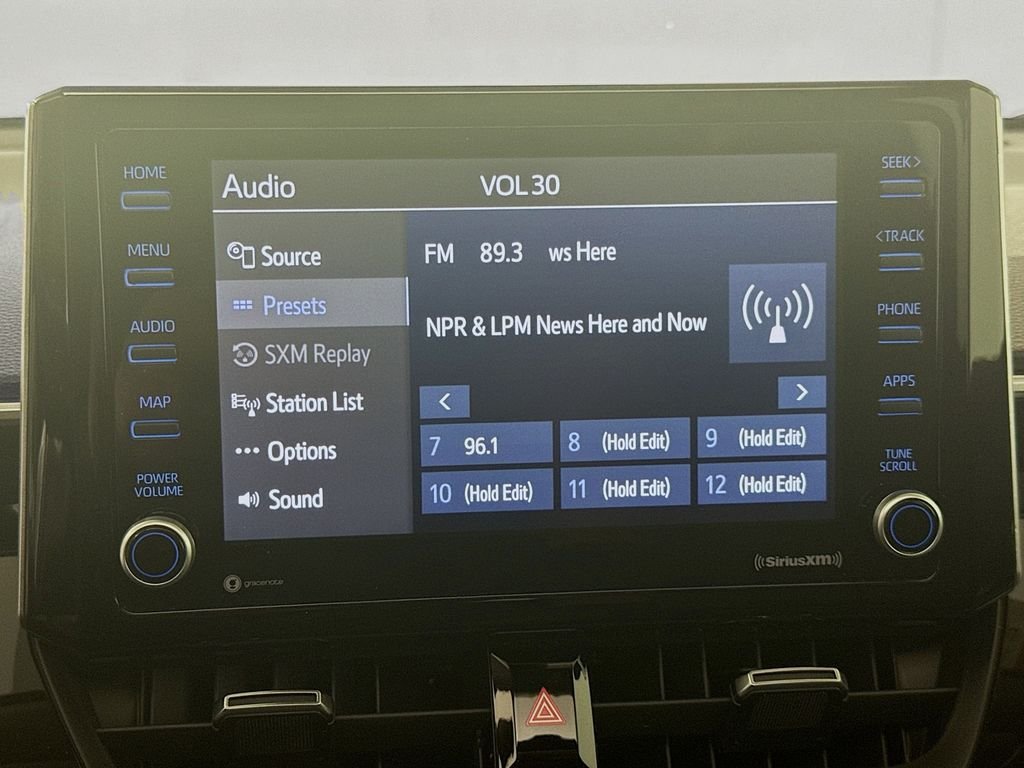 HOME
MENU
AUDIO
MAP
POWER
VOLUME
Audio VOL 30
Source
Presets
SXM Replay
Station List
Options
Sound
FM 89.3 ws Here
NPR & LPM News Here and Now
< >
7 96.1 8 (Hold Edit) 9 (Hold Edit)
10 (Hold Edit) 11 (Hold Edit) 12 (Hold Edit)
SEEK>
<TRACK
PHONE
APPS
TUNE
SCROLL
gracenote
SiriusXM